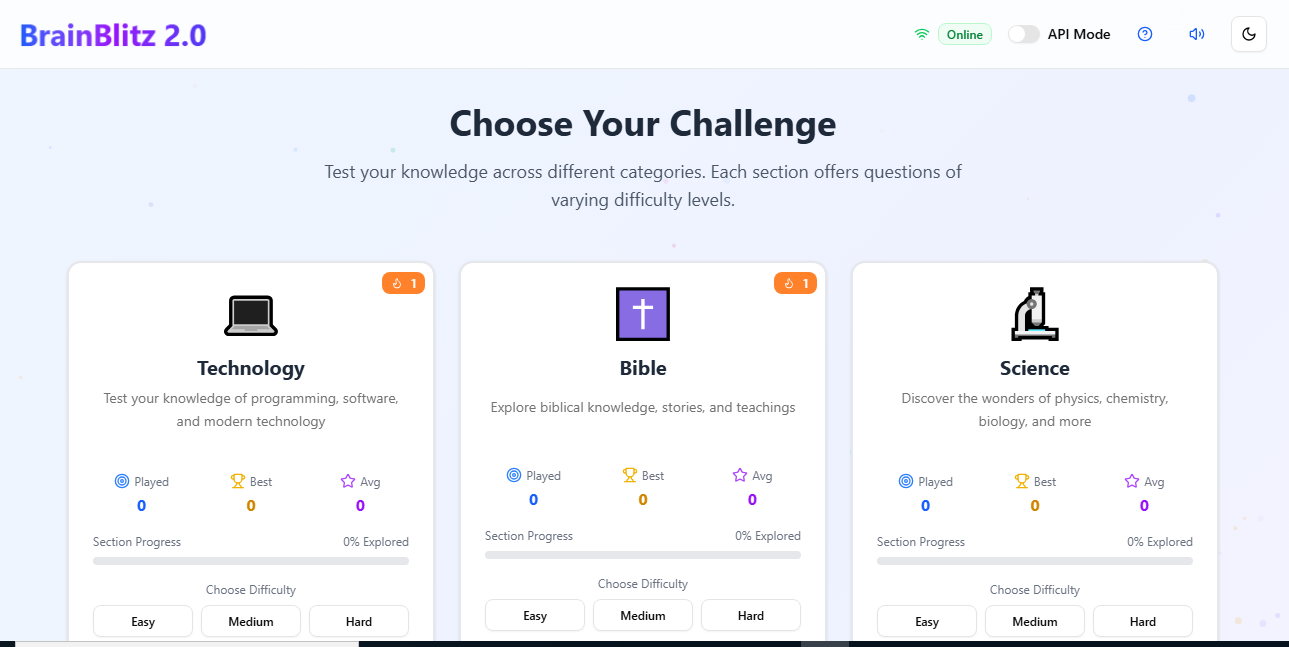 BrainBlitz 2.0
Online
API Mode
Choose Your Challenge
Test your knowledge across different categories. Each section offers questions of
varying difficulty levels.
1
Technology
Test your knowledge of programming, software,
and modern technology
Played
Best
Avg
0
0
0
Section Progress
0% Explored
Choose Difficulty
Easy
Medium
Hard
1
Bible
Explore biblical knowledge, stories, and teachings
Played
Best
Avg
0
0
0
Section Progress
0% Explored
Choose Difficulty
Easy
Medium
Hard
Science
Discover the wonders of physics, chemistry,
biology, and more
Played
Best
Avg
0
0
0
Section Progress
0% Explored
Choose Difficulty
Easy
Medium
Hard